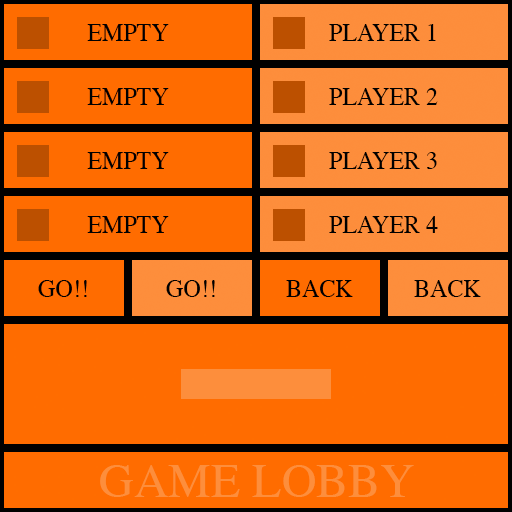 EMPTY PLAYER 1
EMPTY PLAYER 2
EMPTY PLAYER 3
EMPTY PLAYER 4
GO!! GO!! BACK BACK
GAME LOBBY